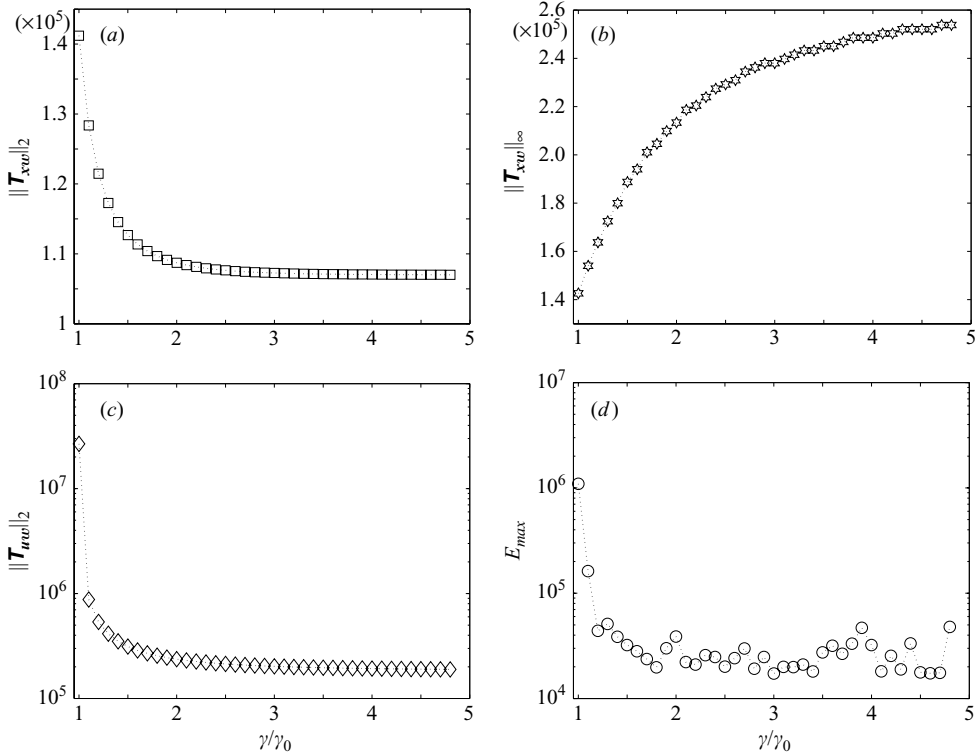 (×10⁵)
(a)
1.4
1.3
1.2
1.1
1
||T_xw||₂
1 2 3 4 5
2.6
(×10⁵)
(b)
2.4
2.2
2.0
1.8
1.6
1.4
||T_xw||∞
1 2 3 4 5
10⁸
(c)
10⁷
10⁶
10⁵
||T_uw||₂
1 2 3 4 5
γ/γ₀
10⁷
(d)
10⁶
10⁵
10⁴
E_max
1 2 3 4 5
γ/γ₀